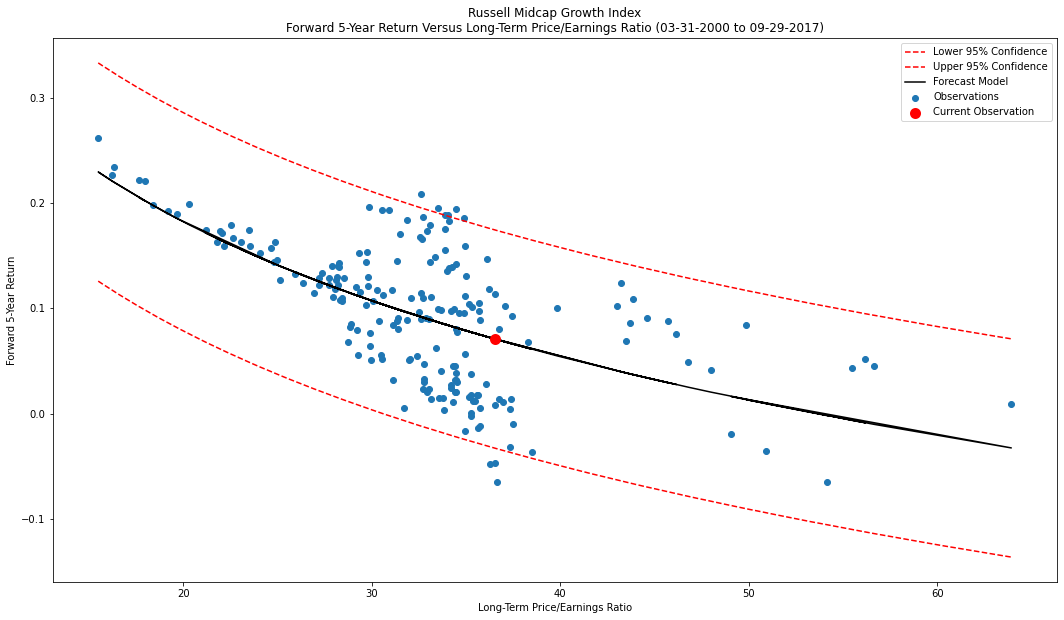 Russell Midcap Growth Index
Forward 5-Year Return Versus Long-Term Price/Earnings Ratio (03-31-2000 to 09-29-2017)
Lower 95% Confidence
Upper 95% Confidence
Forecast Model
Observations
Current Observation
Forward 5-Year Return
0.3
0.2
0.1
0.0
−0.1
20
30
40
50
60
Long-Term Price/Earnings Ratio